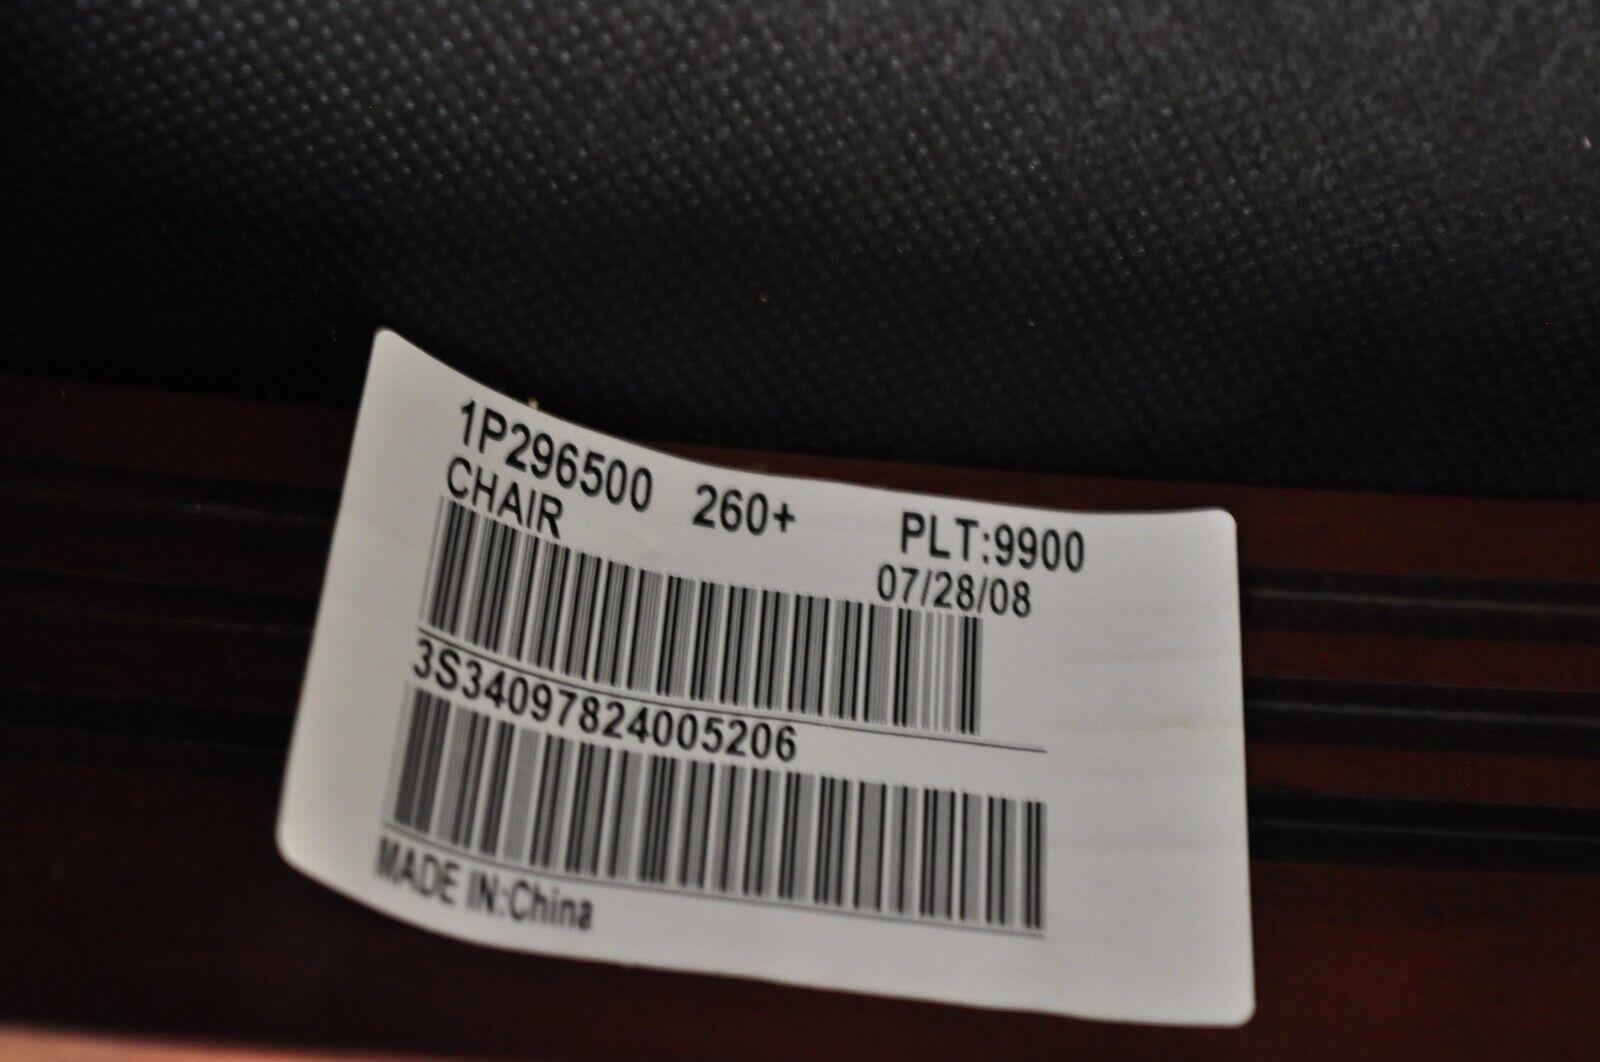 1P296500 260+ PLT:9900
CHAIR 07/28/08
3S34097824005206
MADE IN:China